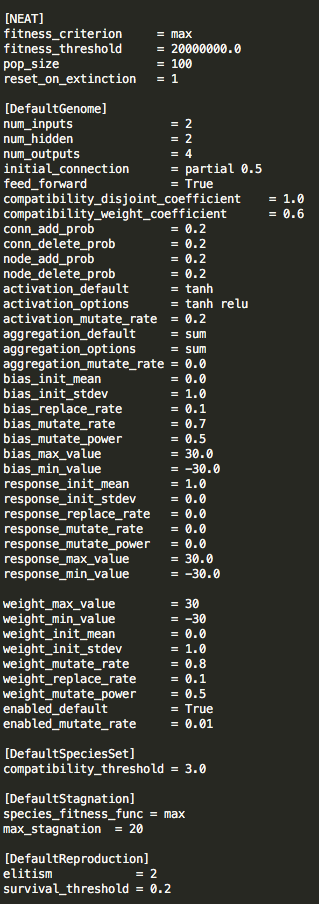 [NEAT]
fitness_criterion     = max
fitness_threshold     = 20000000.0
pop_size              = 100
reset_on_extinction   = 1

[DefaultGenome]
num_inputs              = 2
num_hidden              = 2
num_outputs             = 4
initial_connection      = partial 0.5
feed_forward            = True
compatibility_disjoint_coefficient    = 1.0
compatibility_weight_coefficient      = 0.6
conn_add_prob           = 0.2
conn_delete_prob        = 0.2
node_add_prob           = 0.2
node_delete_prob        = 0.2
activation_default      = tanh
activation_options      = tanh relu
activation_mutate_rate  = 0.2
aggregation_default     = sum
aggregation_options     = sum
aggregation_mutate_rate = 0.0
bias_init_mean          = 0.0
bias_init_stdev         = 1.0
bias_replace_rate       = 0.1
bias_mutate_rate        = 0.7
bias_mutate_power       = 0.5
bias_max_value          = 30.0
bias_min_value          = -30.0
response_init_mean      = 1.0
response_init_stdev     = 0.0
response_replace_rate   = 0.0
response_mutate_rate    = 0.0
response_mutate_power   = 0.0
response_max_value      = 30.0
response_min_value      = -30.0

weight_max_value        = 30
weight_min_value        = -30
weight_init_mean        = 0.0
weight_init_stdev       = 1.0
weight_mutate_rate      = 0.8
weight_replace_rate     = 0.1
weight_mutate_power     = 0.5
enabled_default         = True
enabled_mutate_rate     = 0.01

[DefaultSpeciesSet]
compatibility_threshold = 3.0

[DefaultStagnation]
species_fitness_func = max
max_stagnation  = 20

[DefaultReproduction]
elitism            = 2
survival_threshold = 0.2